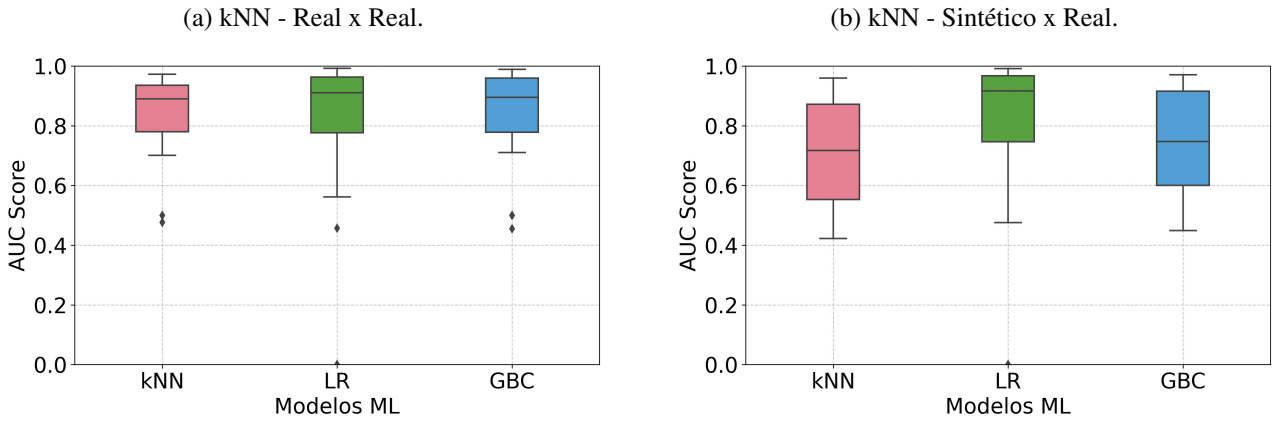 (a) kNN - Real x Real.
1.0
0.8
0.6
0.4
0.2
0.0
AUC Score
kNN LR GBC
Modelos ML
(b) kNN - Sintético x Real.
1.0
0.8
0.6
0.4
0.2
0.0
AUC Score
kNN LR GBC
Modelos ML